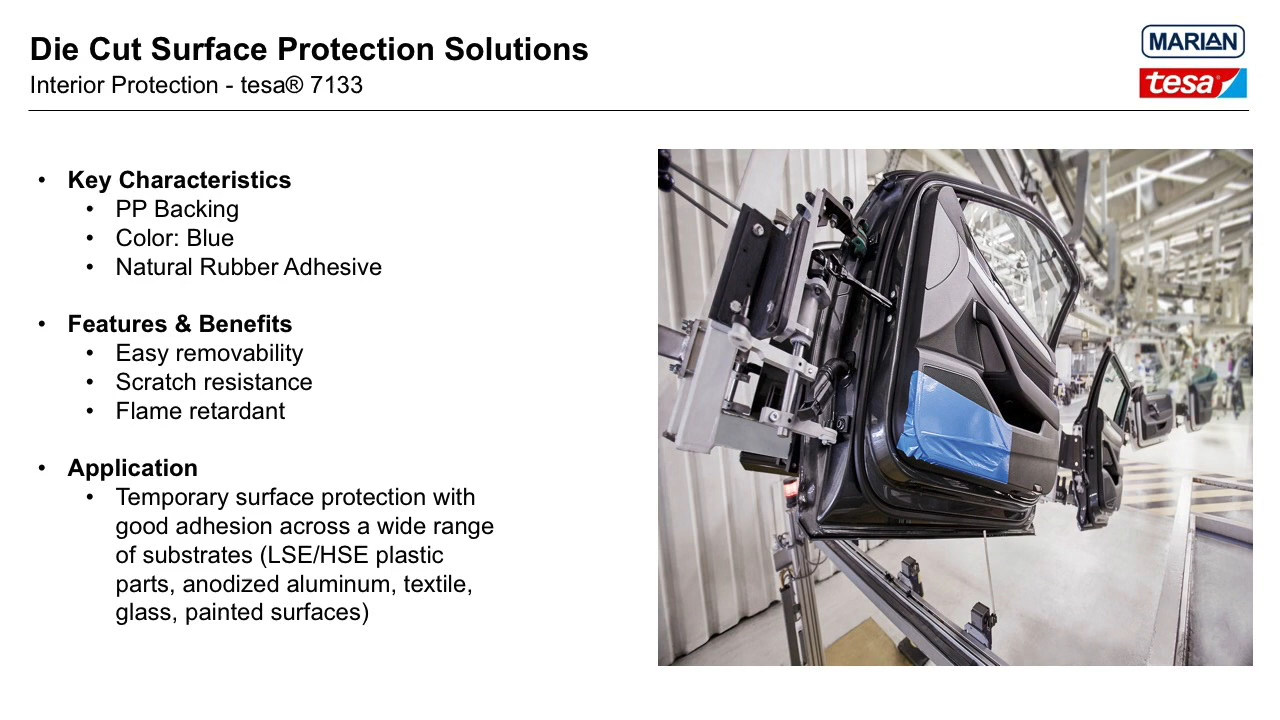 Die Cut Surface Protection Solutions
Interior Protection - tesa® 7133
MARIAN
tesa®
• Key Characteristics
• PP Backing
• Color: Blue
• Natural Rubber Adhesive
• Features & Benefits
• Easy removability
• Scratch resistance
• Flame retardant
• Application
• Temporary surface protection with
good adhesion across a wide range
of substrates (LSE/HSE plastic
parts, anodized aluminum, textile,
glass, painted surfaces)